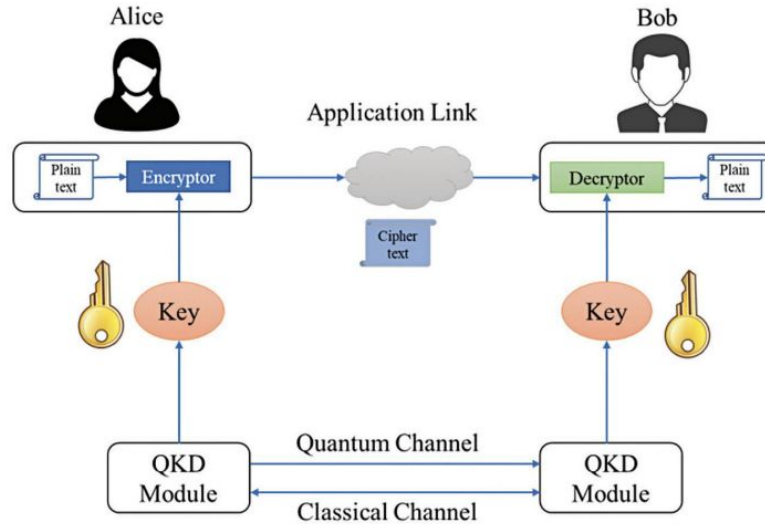 Alice
Bob
Application Link
Plain
text
Encryptor
Decryptor
Plain
text
Cipher
text
Key
Key
Quantum Channel
QKD
Module
QKD
Module
Classical Channel